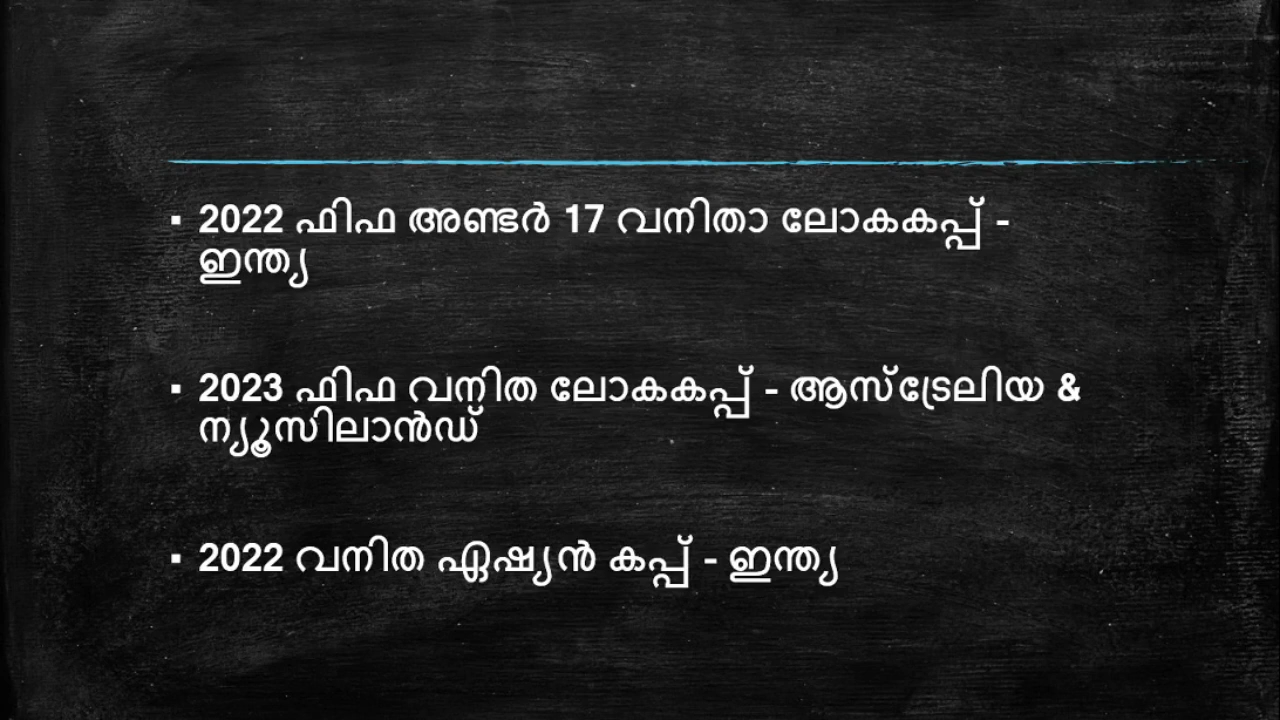 ▪ 2022 ഫിഫ അണ്ടർ 17 വനിതാ ലോകകപ്പ് -
ഇന്ത്യ
▪ 2023 ഫിഫ വനിത ലോകകപ്പ് - ആസ്ട്രേലിയ &
ന്യൂസിലാൻഡ്
▪ 2022 വനിത ഏഷ്യൻ കപ്പ് - ഇന്ത്യ